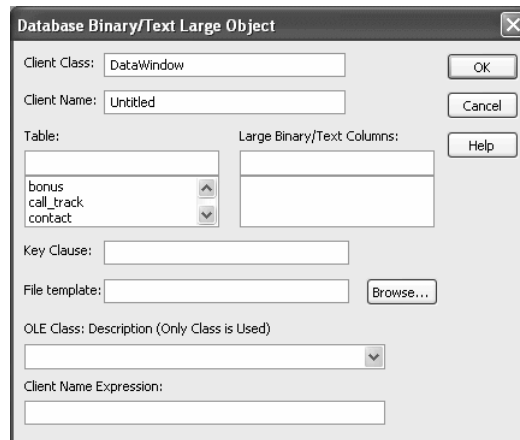 Database Binary/Text Large Object
Client Class: DataWindow
OK
Client Name: Untitled
Cancel
Table:
Large Binary/Text Columns:
Help
bonus
call_track
contact
Key Clause:
File template:
Browse...
OLE Class: Description (Only Class is Used)
Client Name Expression: